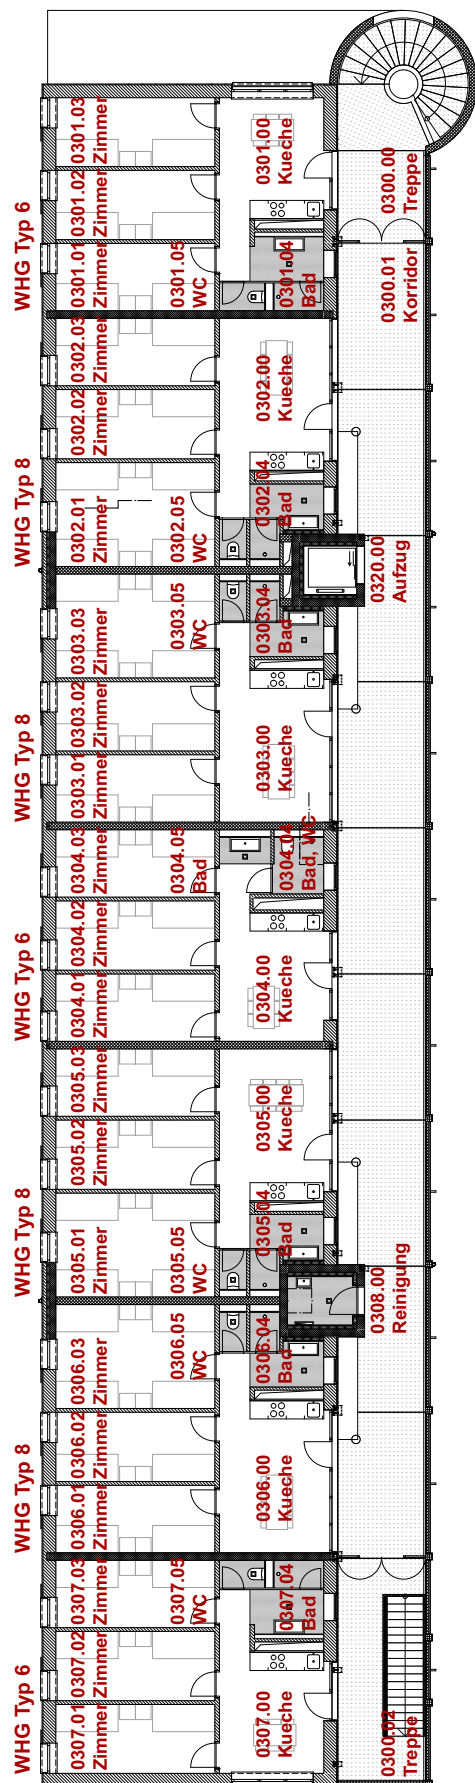 WHG Typ 6
WHG Typ 8
WHG Typ 8
WHG Typ 6
WHG Typ 8
WHG Typ 8
WHG Typ 6
0307.01
Zimmer
0307.02
Zimmer
0307.03
Zimmer
0306.01
Zimmer
0306.02
Zimmer
0306.03
Zimmer
0305.01
Zimmer
0305.02
Zimmer
0305.03
Zimmer
0304.01
Zimmer
0304.02
Zimmer
0304.03
Zimmer
0303.01
Zimmer
0303.02
Zimmer
0303.03
Zimmer
0302.01
Zimmer
0302.02
Zimmer
0302.03
Zimmer
0301.01
Zimmer
0301.02
Zimmer
0301.03
Zimmer
0307.05
WC
0306.05
WC
0305.05
WC
0304.05
Bad
0303.05
WC
0302.05
WC
0301.05
WC
0307.00
Kueche
0307.04
Bad
0306.00
Kueche
0306.04
Bad
0305.04
Bad
0305.00
Kueche
0304.00
Kueche
0304.04
Bad, WC
0303.00
Kueche
0303.04
Bad
0302.04
Bad
0302.00
Kueche
0301.04
Bad
0301.00
Kueche
0300.02
Treppe
0308.00
Reinigung
0320.00
Aufzug
0300.01
Korridor
0300.00
Treppe